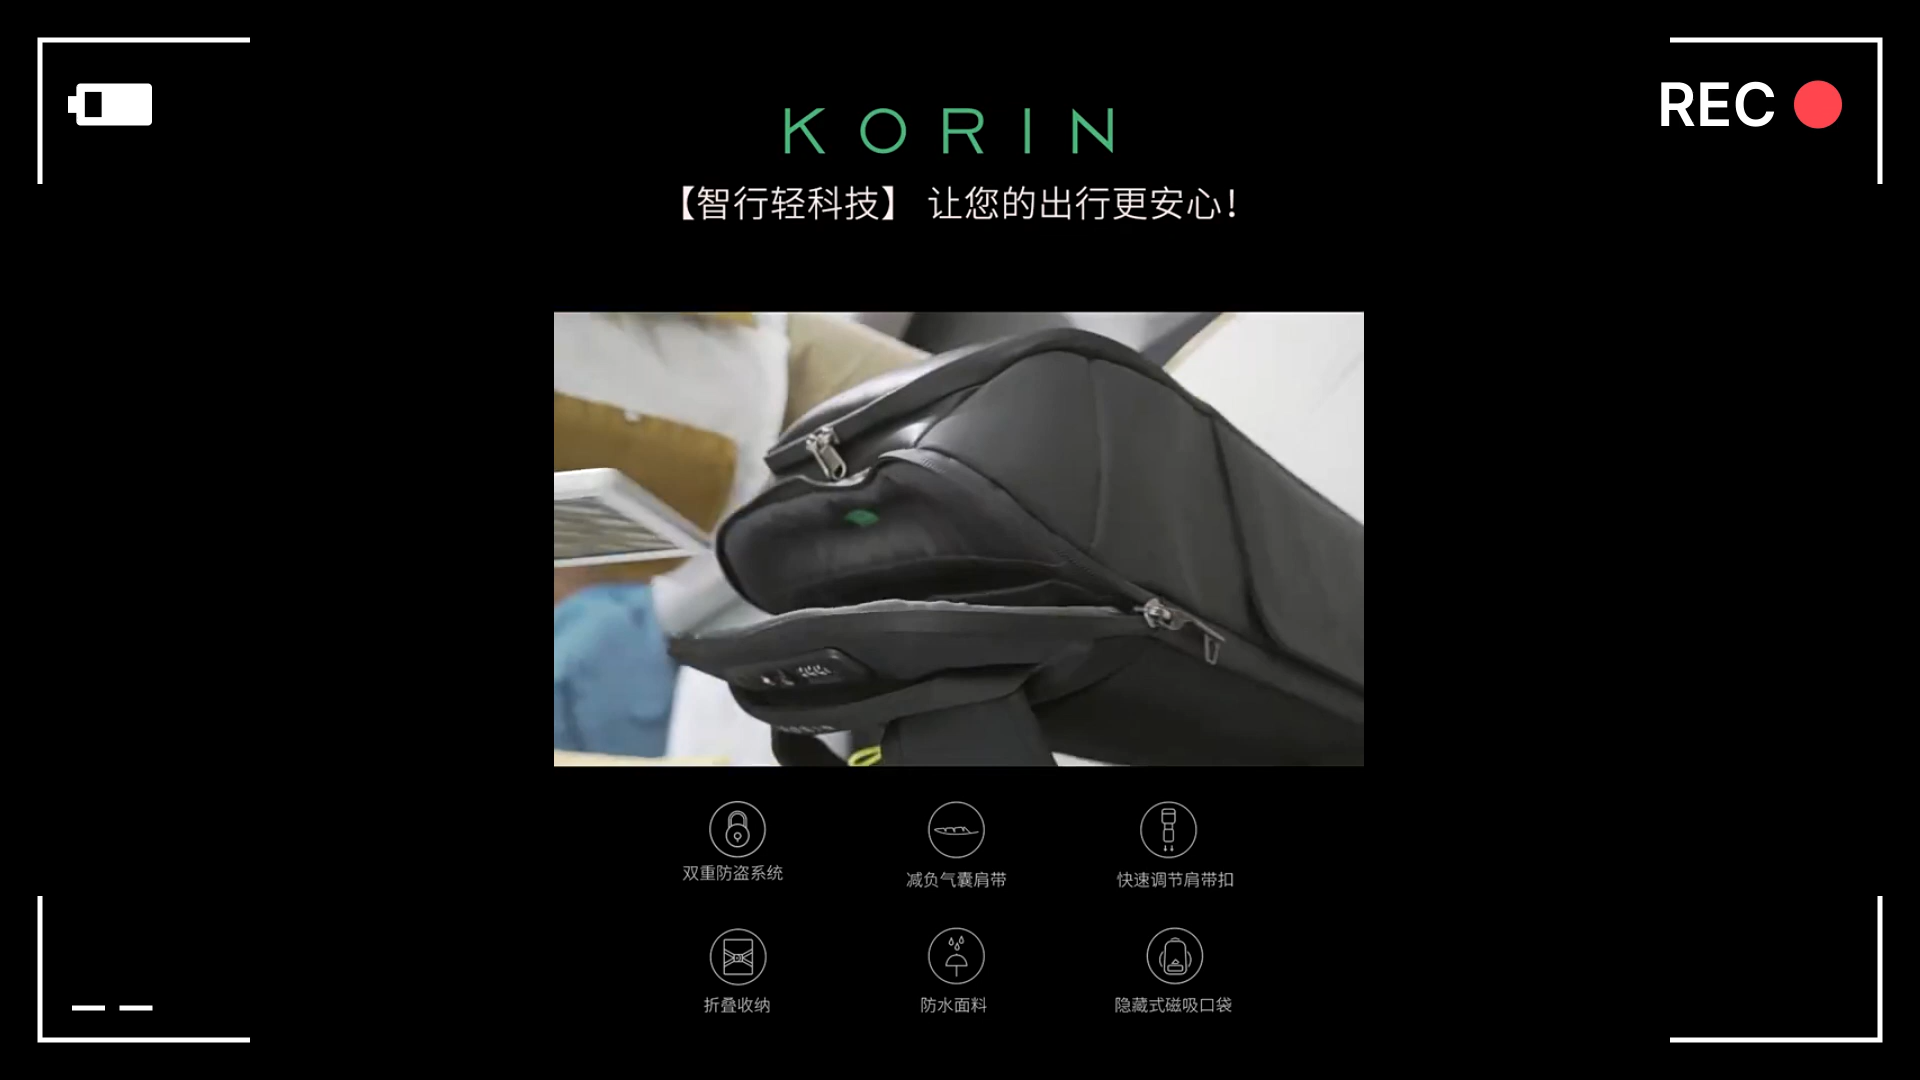 REC
KORIN
【智行轻科技】 让您的出行更安心！
KORIN
双重防盗系统
减负气囊肩带
快速调节肩带扣
折叠收纳
防水面料
隐藏式磁吸口袋